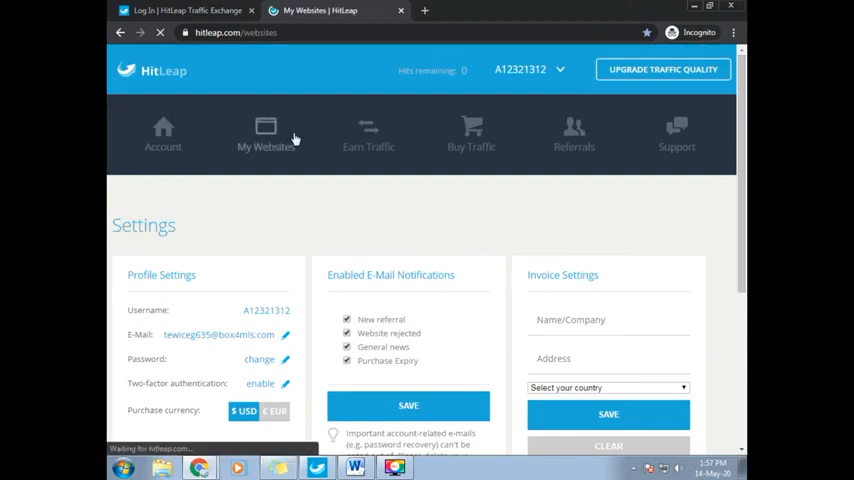 Log In | HitLeap Traffic Exchange
My Websites | HitLeap
hitleap.com/websites
Incognito
HitLeap
Hits remaining: 0
A12321312
UPGRADE TRAFFIC QUALITY
Account
My Websites
Earn Traffic
Buy Traffic
Referrals
Support
Settings
Profile Settings
Username: A12321312
E-Mail: tewiceg635@box4mls.com
Password: change
Two-factor authentication: enable
Purchase currency: $ USD € EUR
Enabled E-Mail Notifications
New referral
Website rejected
General news
Purchase Expiry
SAVE
Important account-related e-mails
(e.g. password recovery) can't be
Invoice Settings
Name/Company
Address
Select your country
SAVE
CLEAR
Waiting for hitleap.com...
1:57 PM
14-May-20